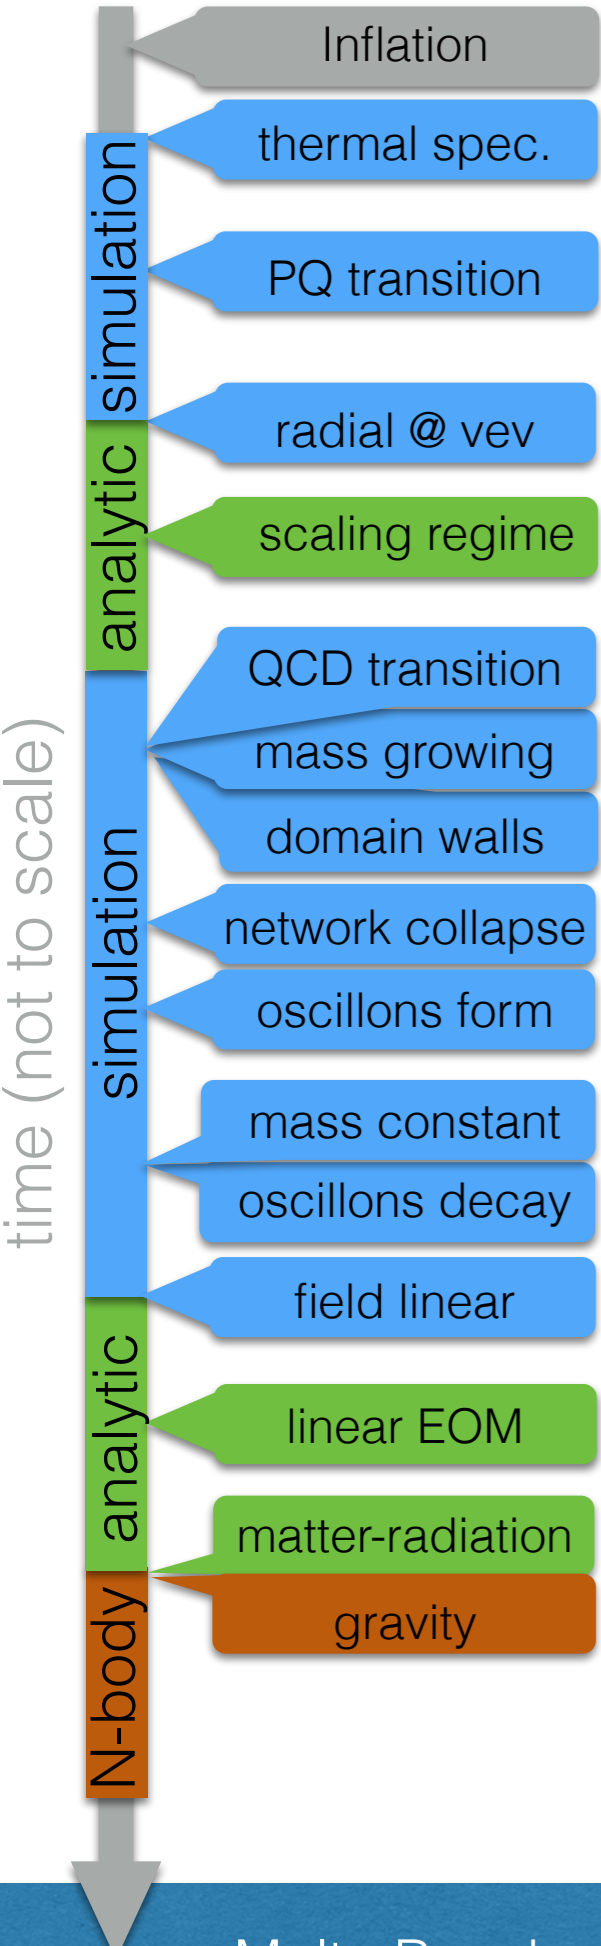 Inflation
thermal spec.
simulation
PQ transition
radial @ vev
analytic
scaling regime
QCD transition
mass growing
domain walls
time (not to scale)
simulation
network collapse
oscillons form
mass constant
oscillons decay
field linear
analytic
linear EOM
matter-radiation
N-body
gravity